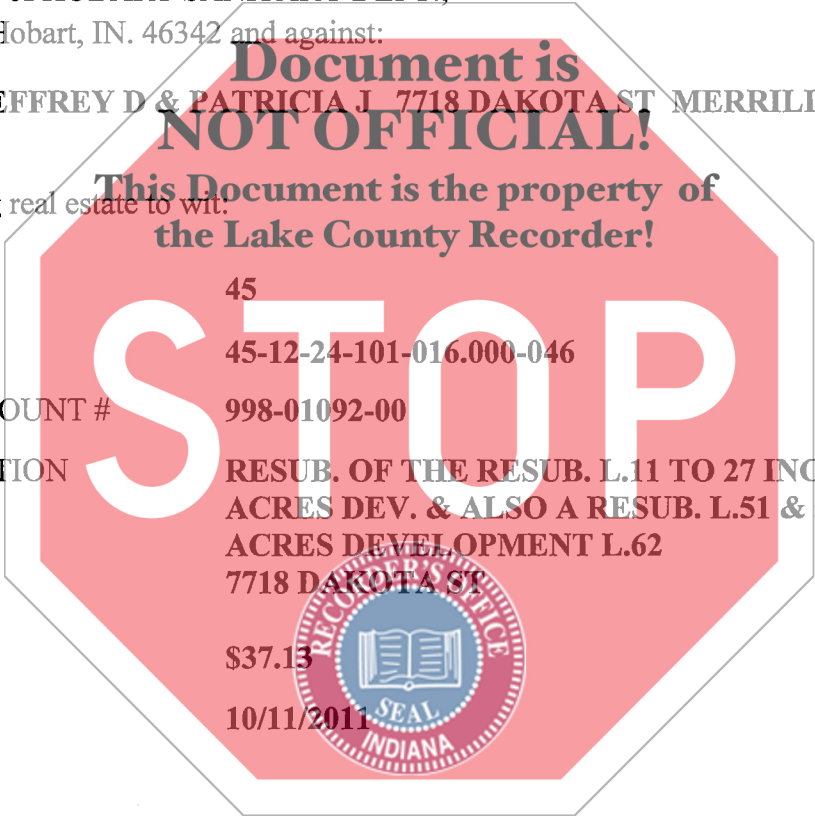 Hobart, IN. 46342 and against:
Document is
EFFREY D & PATRICIA J 7718 DAKOTA ST MERRILI
NOT OFFICIAL!
This Document is the property of
real estate to wit:
the Lake County Recorder!
45
STOP
45-12-24-101-016.000-046
OUNT # 998-01092-00
TION RESUB. OF THE RESUB. L.11 TO 27 INC
ACRES DEV. & ALSO A RESUB. L.51 &
ACRES DEVELOPMENT L.62
7718 DAKOTA ST
RECORDER'S OFFICE
$37.13
SEAL
10/11/2011
INDIANA